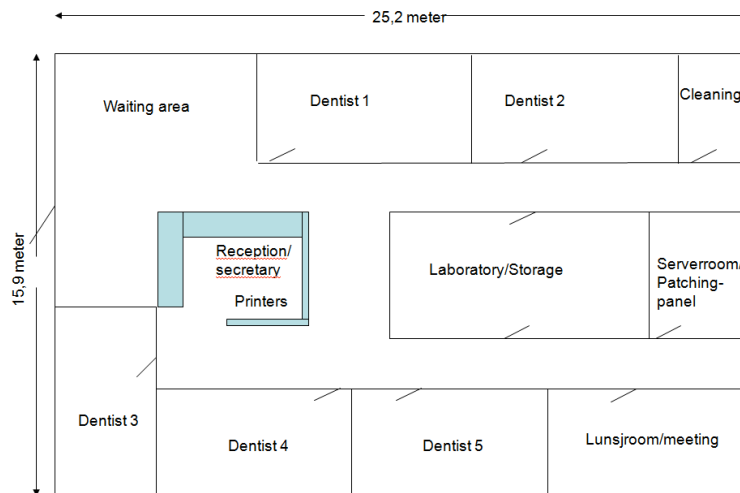 25,2 meter
Waiting area
Dentist 1
Dentist 2
Cleaning
15,9 meter
Reception/
secretary
Printers
Laboratory/Storage
Serverroom/
Patching-
panel
Dentist 3
Dentist 4
Dentist 5
Lunsjroom/meeting